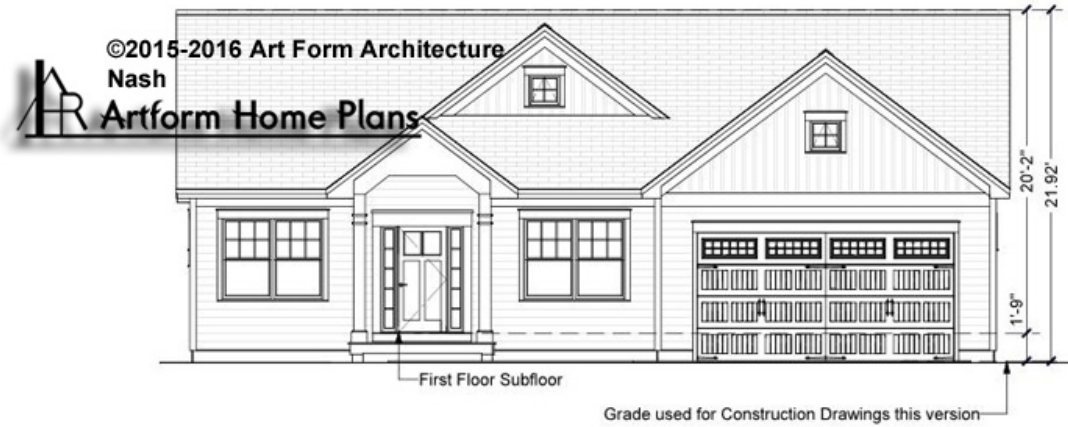 ©2015-2016 Art Form Architecture
Nash
AR Artform Home Plans
20'-2"
21.92'
1'-9"
First Floor Subfloor
Grade used for Construction Drawings this version